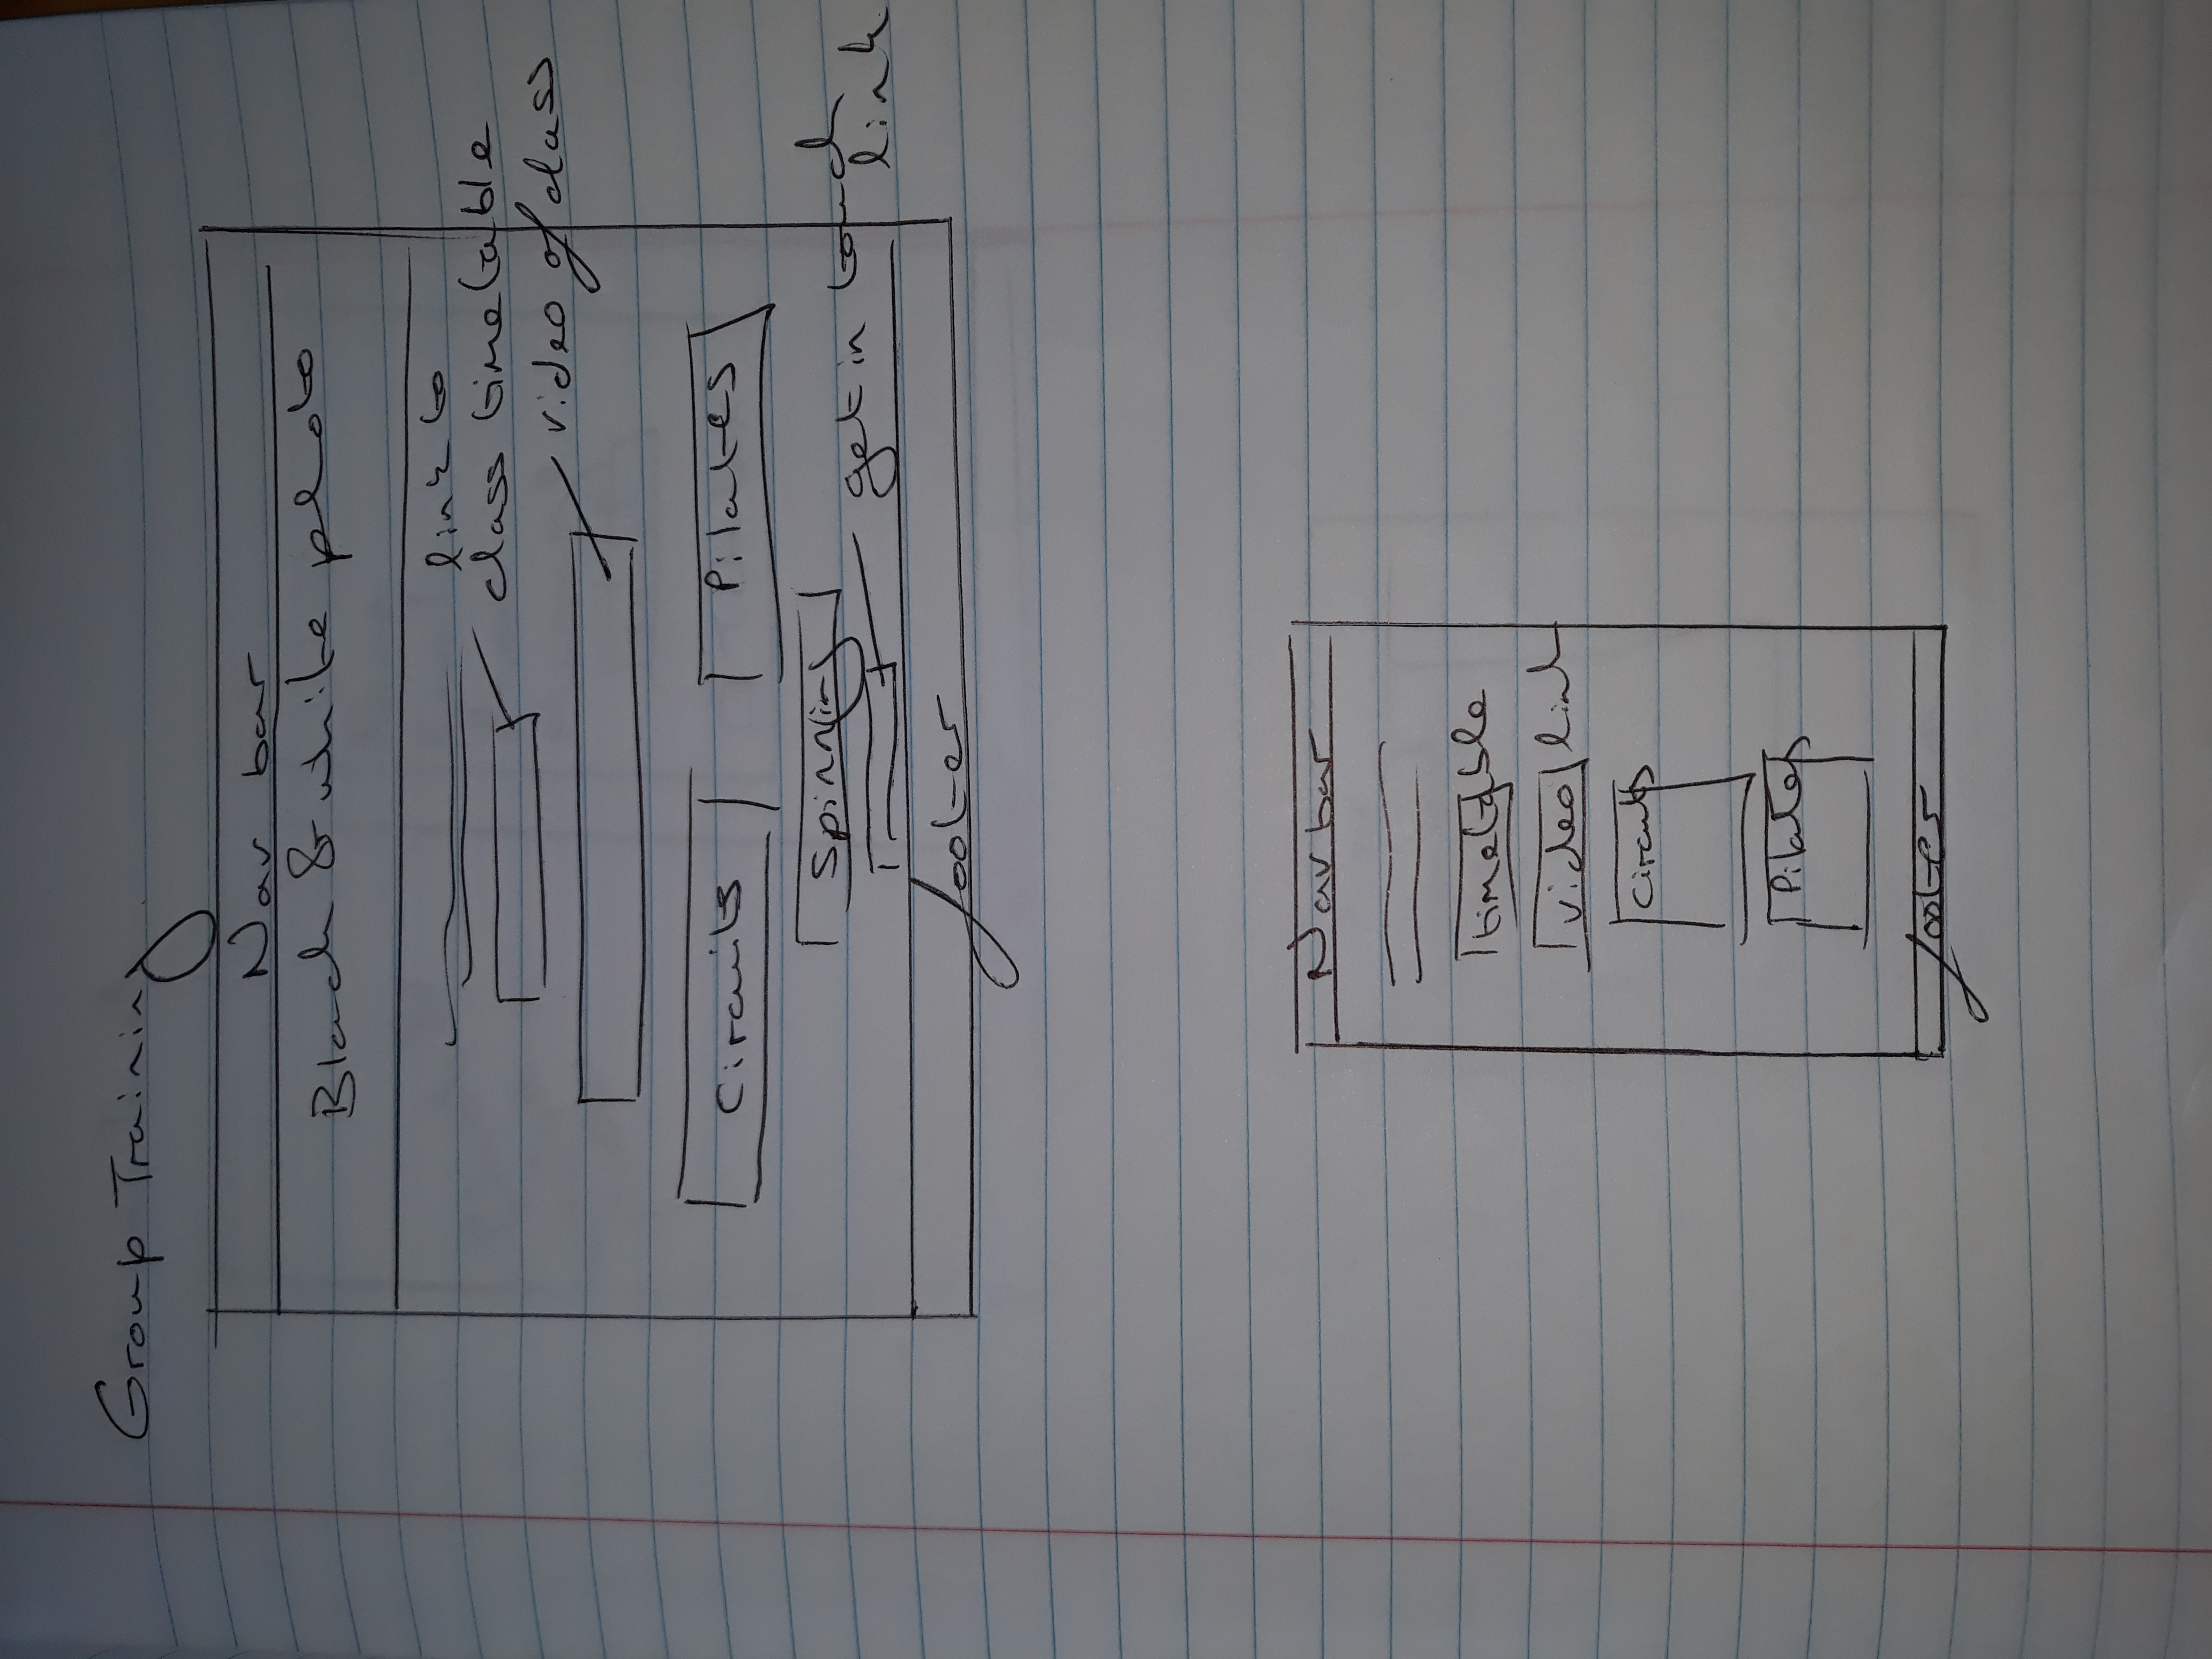 Group Training
Nav bar
Black & white photo
link to
class timetable
video of class
Circuits
Pilates
Spinning
get in touch
link
footer
Nav bar
timetable
video link
Circuits
Pilates
footer